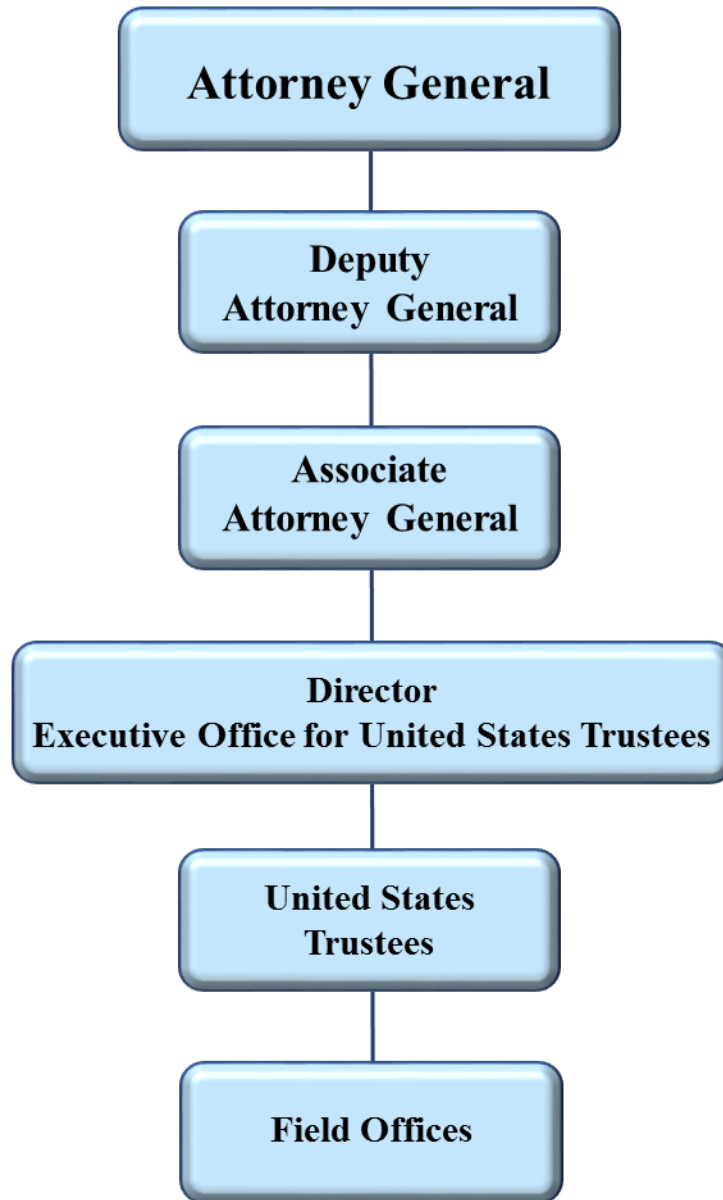 Attorney General
Deputy
Attorney General
Associate
Attorney General
Director
Executive Office for United States Trustees
United States
Trustees
Field Offices